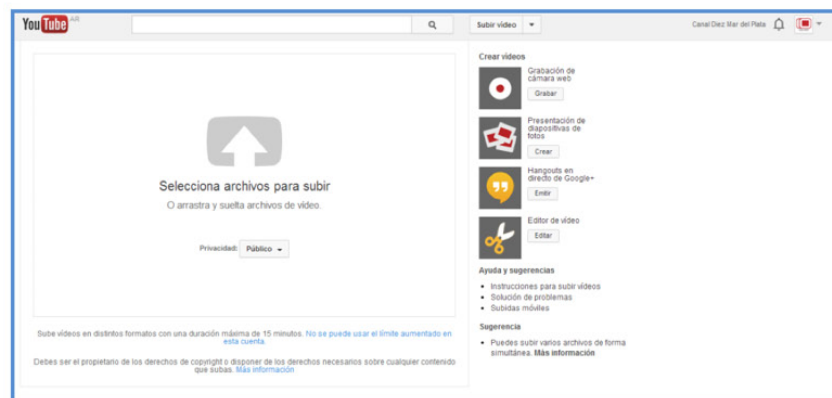 YouTube AR
Subir vídeo
Canal Diez Mar del Plata
Selecciona archivos para subir
O arrastra y suelta archivos de vídeo.
Privacidad: Público
Sube vídeos en distintos formatos con una duración máxima de 15 minutos. No se puede usar el límite aumentado en
esta cuenta.
Debes ser el propietario de los derechos de copyright o disponer de los derechos necesarios sobre cualquier contenido
que subas. Más información
Crear vídeos
Grabación de
cámara web
Grabar
Presentación de
diapositivas de
fotos
Crear
Hangouts en
directo de Google+
Emitir
Editor de vídeo
Editar
Ayuda y sugerencias
Instrucciones para subir vídeos
Solución de problemas
Subidas móviles
Sugerencia
Puedes subir varios archivos de forma
simultánea. Más información